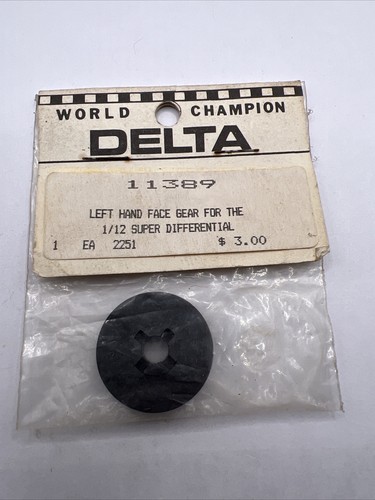 WORLD CHAMPION
DELTA
11389
LEFT HAND FACE GEAR FOR THE
1/12 SUPER DIFFERENTIAL
1 EA 2251 $ 3.00